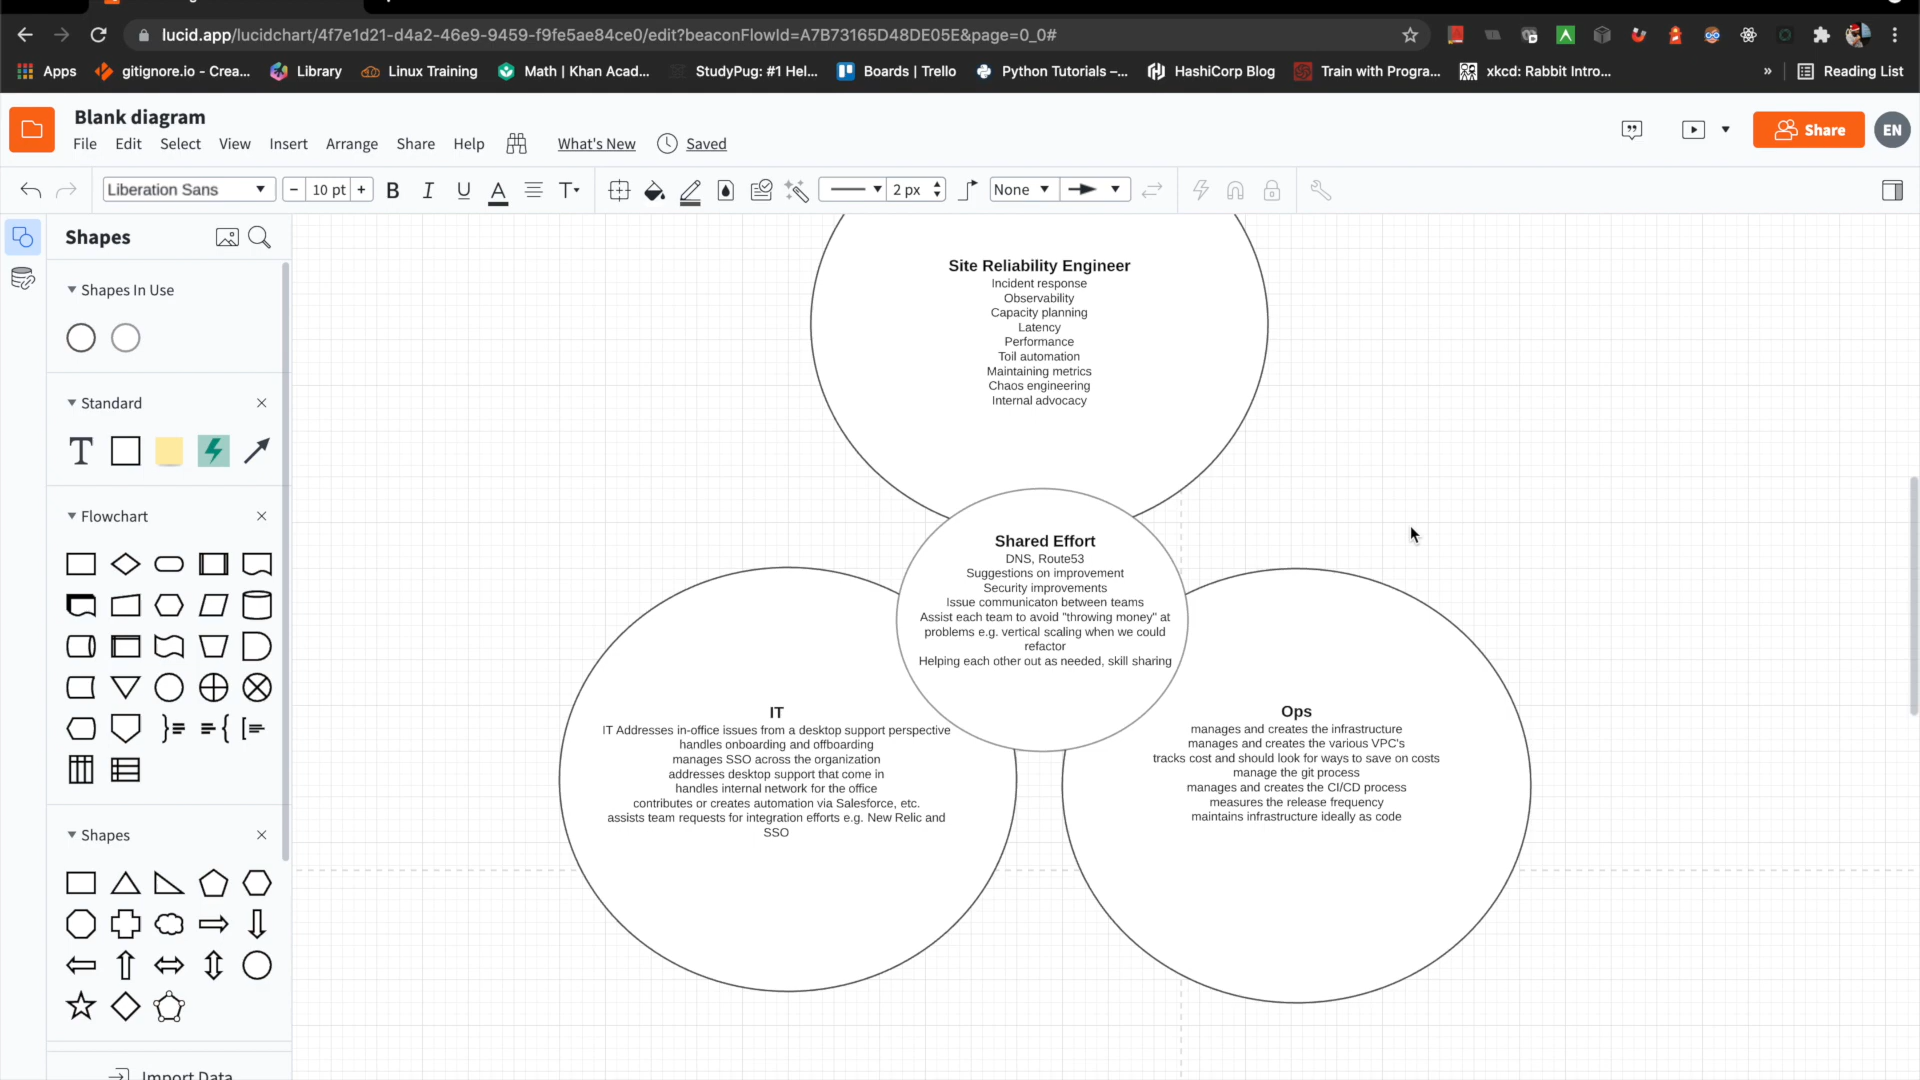 lucid.app/lucidchart/4f7e1d21-d4a2-46e9-9459-f9fe5ae84ce0/edit?beaconFlowId=A7B73165D48DE05E&page=0_0#
Apps gitignore.io - Crea... Library Linux Training Math | Khan Acad... StudyPug: #1 Hel... Boards | Trello Python Tutorials –... HashiCorp Blog Train with Progra... xkcd: Rabbit Intro... » Reading List
Blank diagram
File Edit Select View Insert Arrange Share Help What's New Saved
Share EN
Liberation Sans − 10 pt + B I U A T 2 px None
Shapes
Shapes In Use
Standard
T
Flowchart
Shapes
Import Data
Site Reliability Engineer
Incident response
Observability
Capacity planning
Latency
Performance
Toil automation
Maintaining metrics
Chaos engineering
Internal advocacy
Shared Effort
DNS, Route53
Suggestions on improvement
Security improvements
Issue communicaton between teams
Assist each team to avoid "throwing money" at
problems e.g. vertical scaling when we could
refactor
Helping each other out as needed, skill sharing
IT
IT Addresses in-office issues from a desktop support perspective
handles onboarding and offboarding
manages SSO across the organization
addresses desktop support that come in
handles internal network for the office
contributes or creates automation via Salesforce, etc.
assists team requests for integration efforts e.g. New Relic and
SSO
Ops
manages and creates the infrastructure
manages and creates the various VPC's
tracks cost and should look for ways to save on costs
manage the git process
manages and creates the CI/CD process
measures the release frequency
maintains infrastructure ideally as code